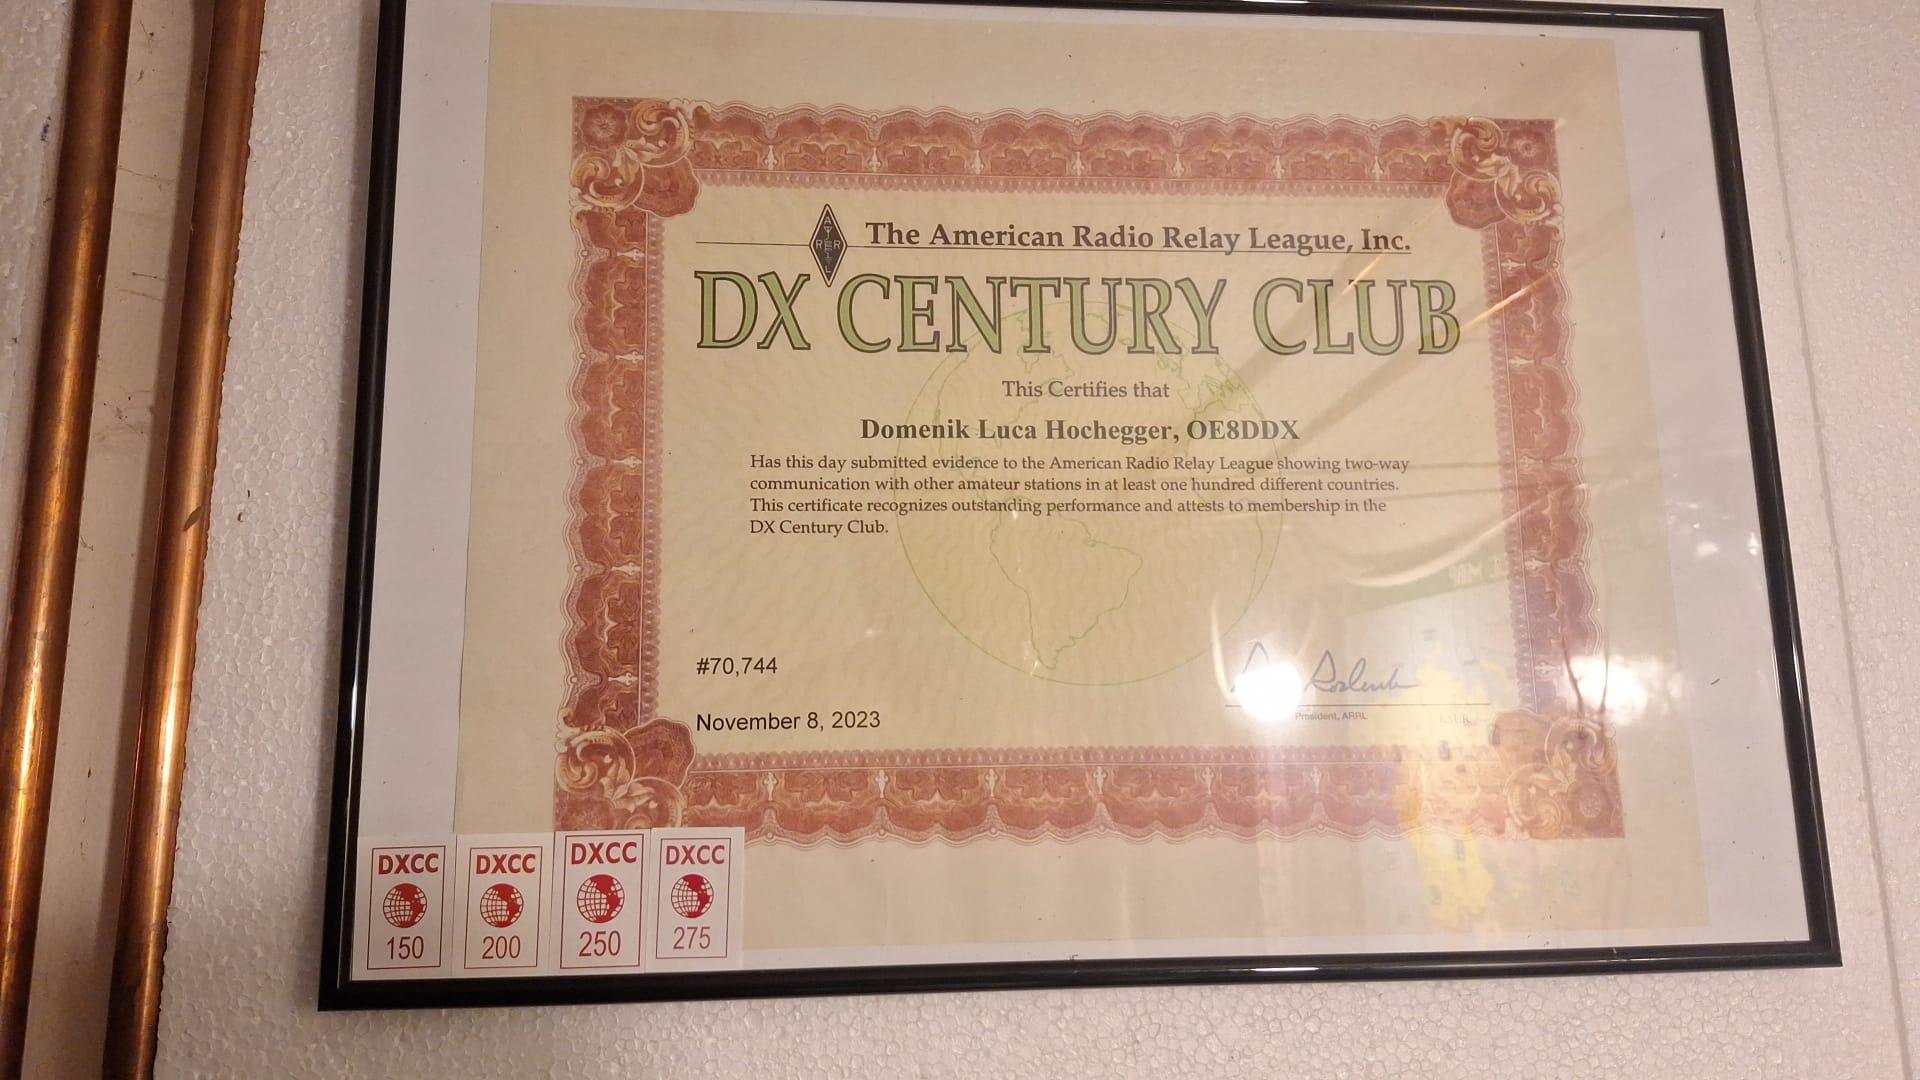 The American Radio Relay League, Inc.
DX CENTURY CLUB
This Certifies that
Domenik Luca Hochegger, OE8DDX
Has this day submitted evidence to the American Radio Relay League showing two-way
communication with other amateur stations in at least one hundred different countries.
This certificate recognizes outstanding performance and attests to membership in the
DX Century Club.
#70,744
November 8, 2023
President, ARRL
DXCC
150
DXCC
200
DXCC
250
DXCC
275